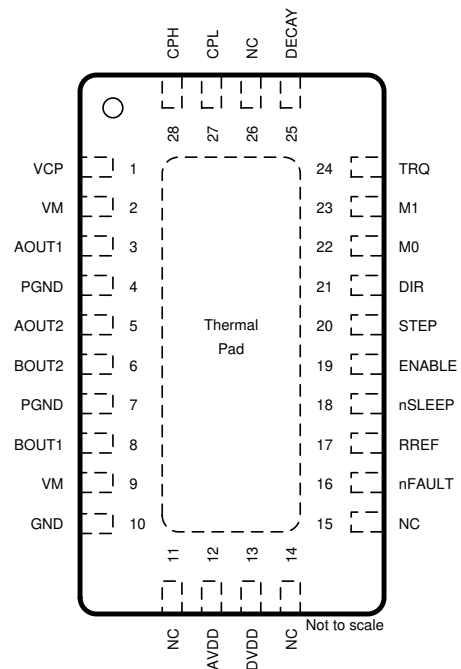 CPH CPL NC DECAY
28 27 26 25
VCP 1 24 TRQ
VM 2 23 M1
AOUT1 3 22 M0
PGND 4 21 DIR
AOUT2 5 20 STEP
BOUT2 6 19 ENABLE
PGND 7 18 nSLEEP
BOUT1 8 17 RREF
VM 9 16 nFAULT
GND 10 15 NC
Thermal
Pad
11 12 13 14
NC AVDD DVDD NC
Not to scale